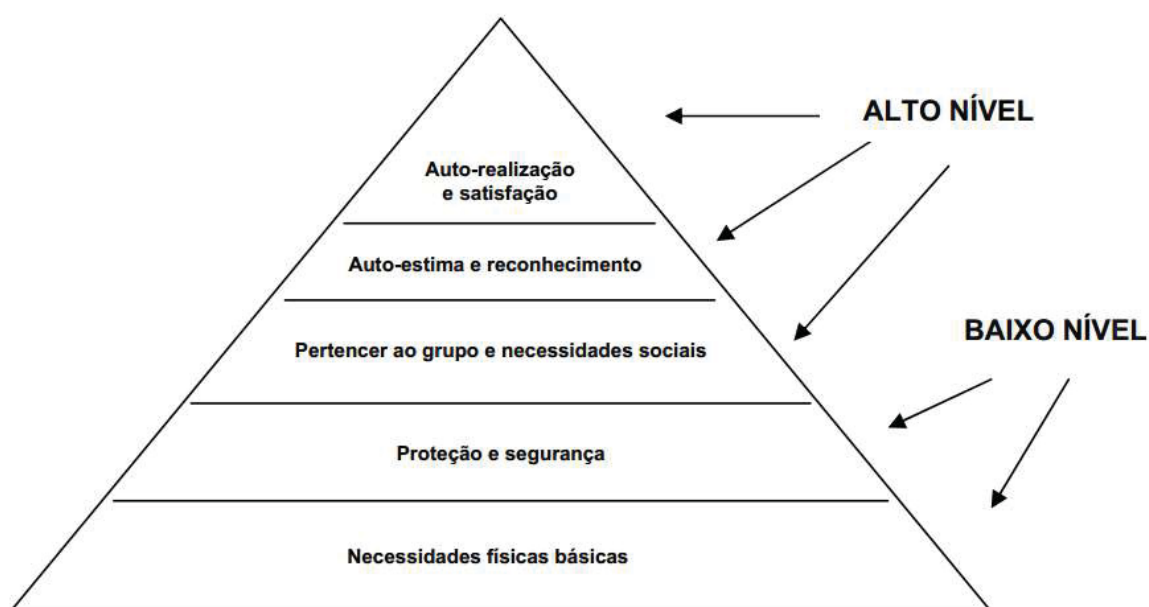 ALTO NÍVEL
Auto-realização
e satisfação
Auto-estima e reconhecimento
BAIXO NÍVEL
Pertencer ao grupo e necessidades sociais
Proteção e segurança
Necessidades físicas básicas